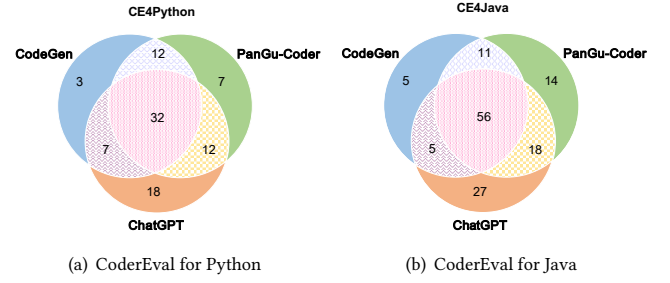 CE4Python
CodeGen
PanGu-Coder
12
3
7
32
7
12
18
ChatGPT
(a) CoderEval for Python
CE4Java
CodeGen
PanGu-Coder
11
5
14
56
5
18
27
ChatGPT
(b) CoderEval for Java